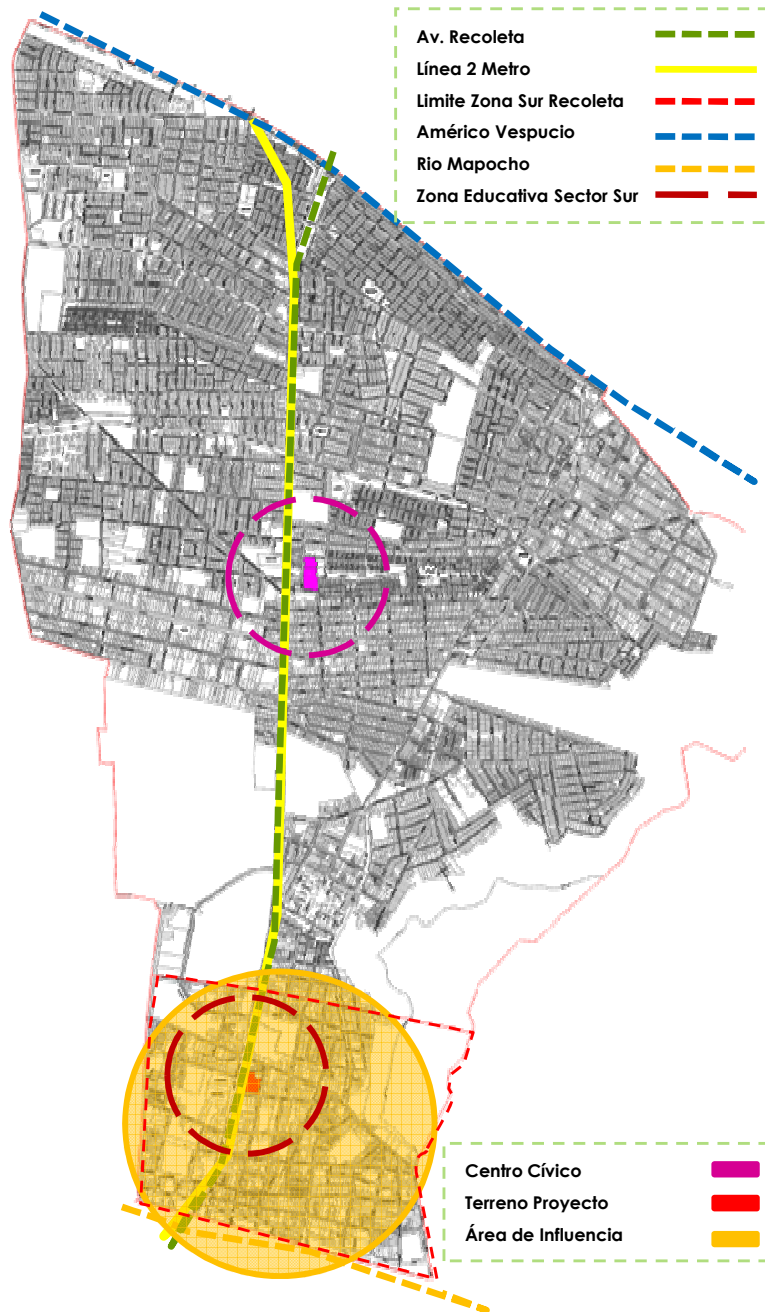 Av. Recoleta
Línea 2 Metro
Limite Zona Sur Recoleta
Américo Vespucio
Rio Mapocho
Zona Educativa Sector Sur
Centro Cívico
Terreno Proyecto
Área de Influencia